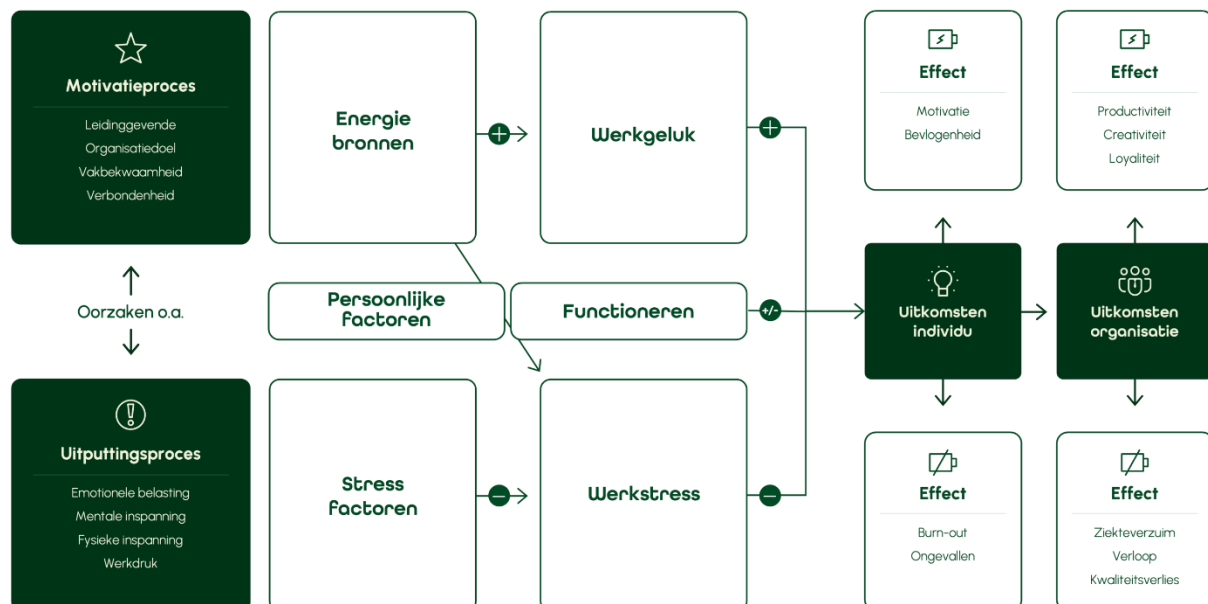 Motivatieproces
Leidinggevende
Organisatiedoel
Vakbekwaamheid
Verbondenheid
Oorzaken o.a.
Uitputtingsproces
Emotionele belasting
Mentale inspanning
Fysieke inspanning
Werkdruk
Energie
bronnen
+
Werkgeluk
+
Persoonlijke
factoren
Functioneren
+/-
Stress
factoren
−
Werkstress
−
Effect
Motivatie
Bevlogenheid
Effect
Productiviteit
Creativiteit
Loyaliteit
Uitkomsten
individu
Uitkomsten
organisatie
Effect
Burn-out
Ongevallen
Effect
Ziekteverzuim
Verloop
Kwaliteitsverlies